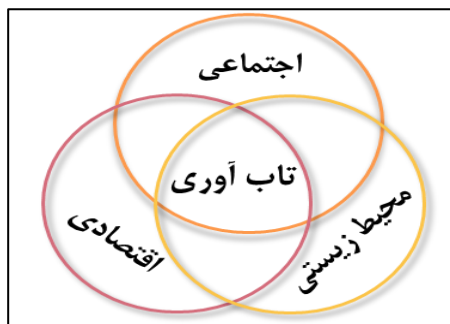 اجتماعی
تاب آوری
محیط زیستی
اقتصادی